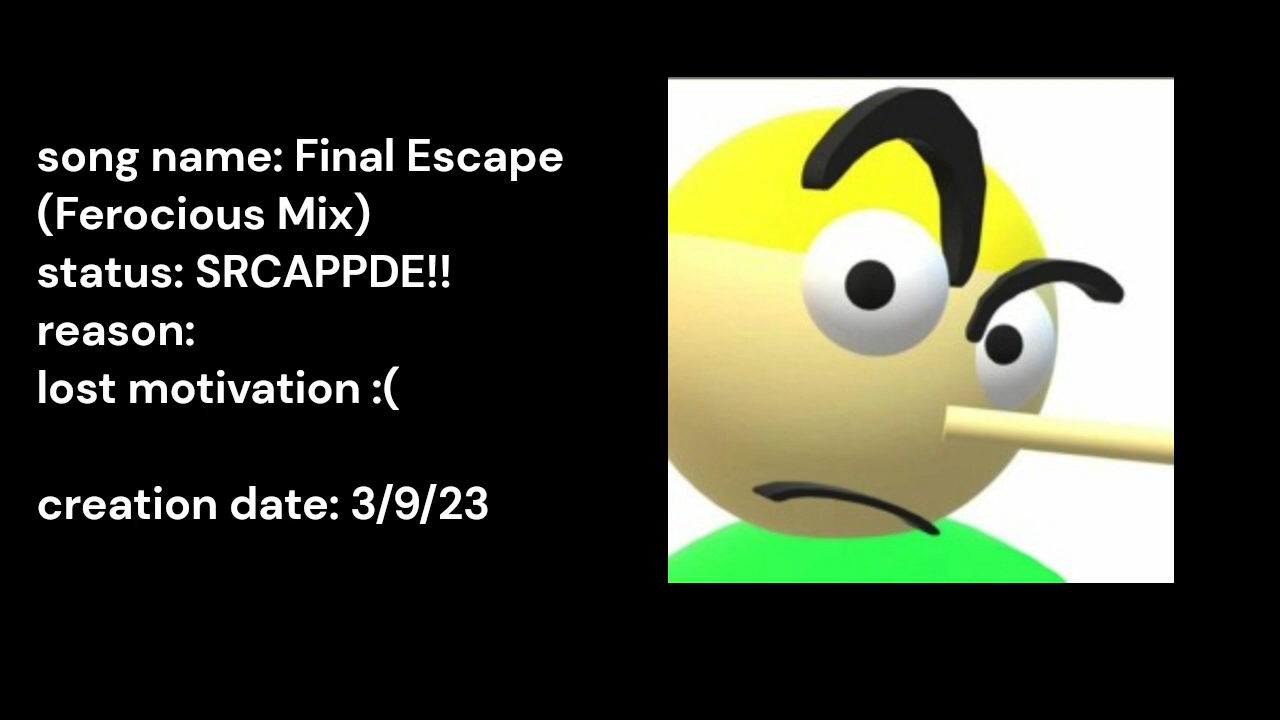 song name: Final Escape
(Ferocious Mix)
status: SRCAPPDE!!
reason:
lost motivation :(
creation date: 3/9/23